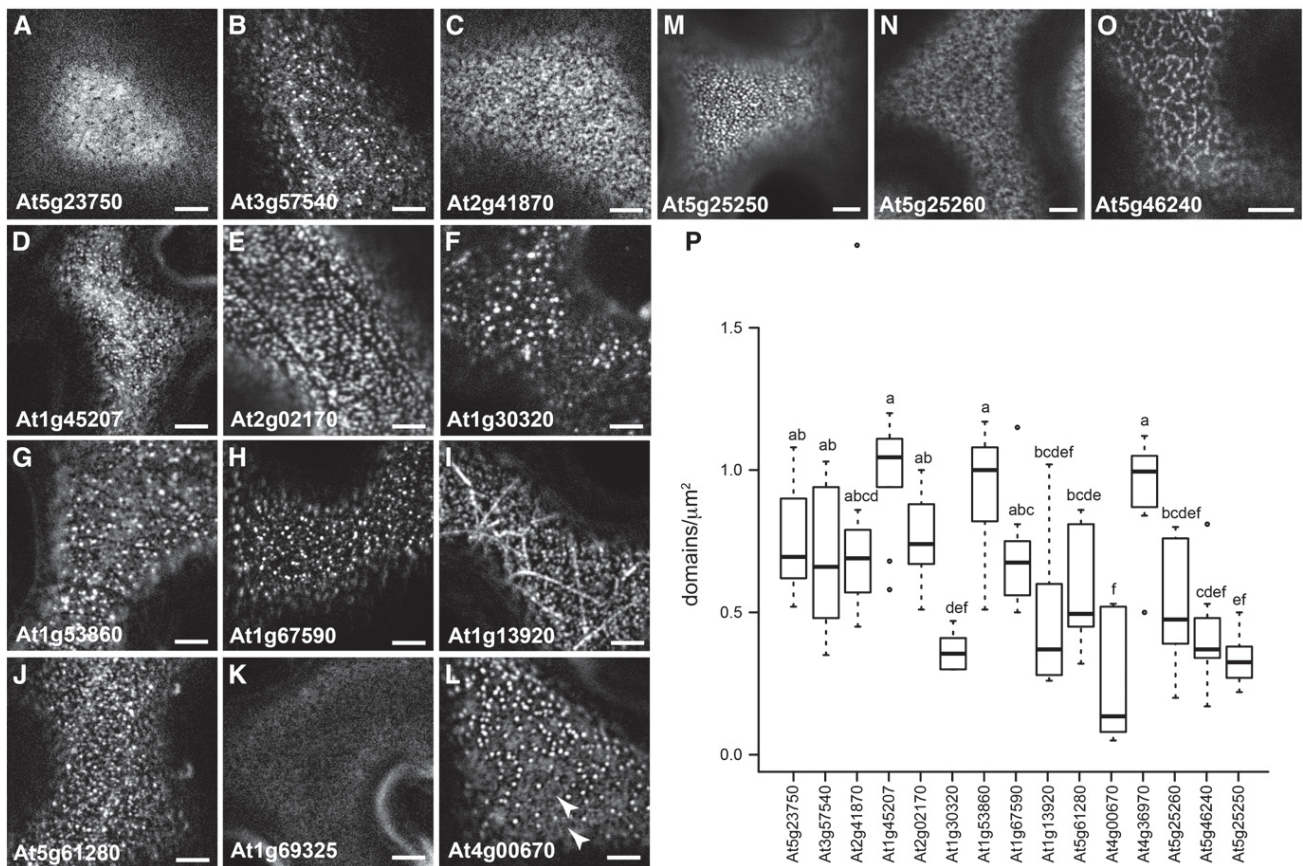 A
At5g23750
B
At3g57540
C
At2g41870
M
At5g25250
N
At5g25260
O
At5g46240
D
At1g45207
E
At2g02170
F
At1g30320
G
At1g53860
H
At1g67590
I
At1g13920
J
At5g61280
K
At1g69325
L
At4g00670
P
domains/μm²
1.5
1.0
0.5
0.0
ab
ab
abcd
a
ab
def
a
abc
bcdef
bcde
f
a
bcdef
cdef
ef
At5g23750
At3g57540
At2g41870
At1g45207
At2g02170
At1g30320
At1g53860
At1g67590
At1g13920
At5g61280
At4g00670
At4g36970
At5g25260
At5g46240
At5g25250